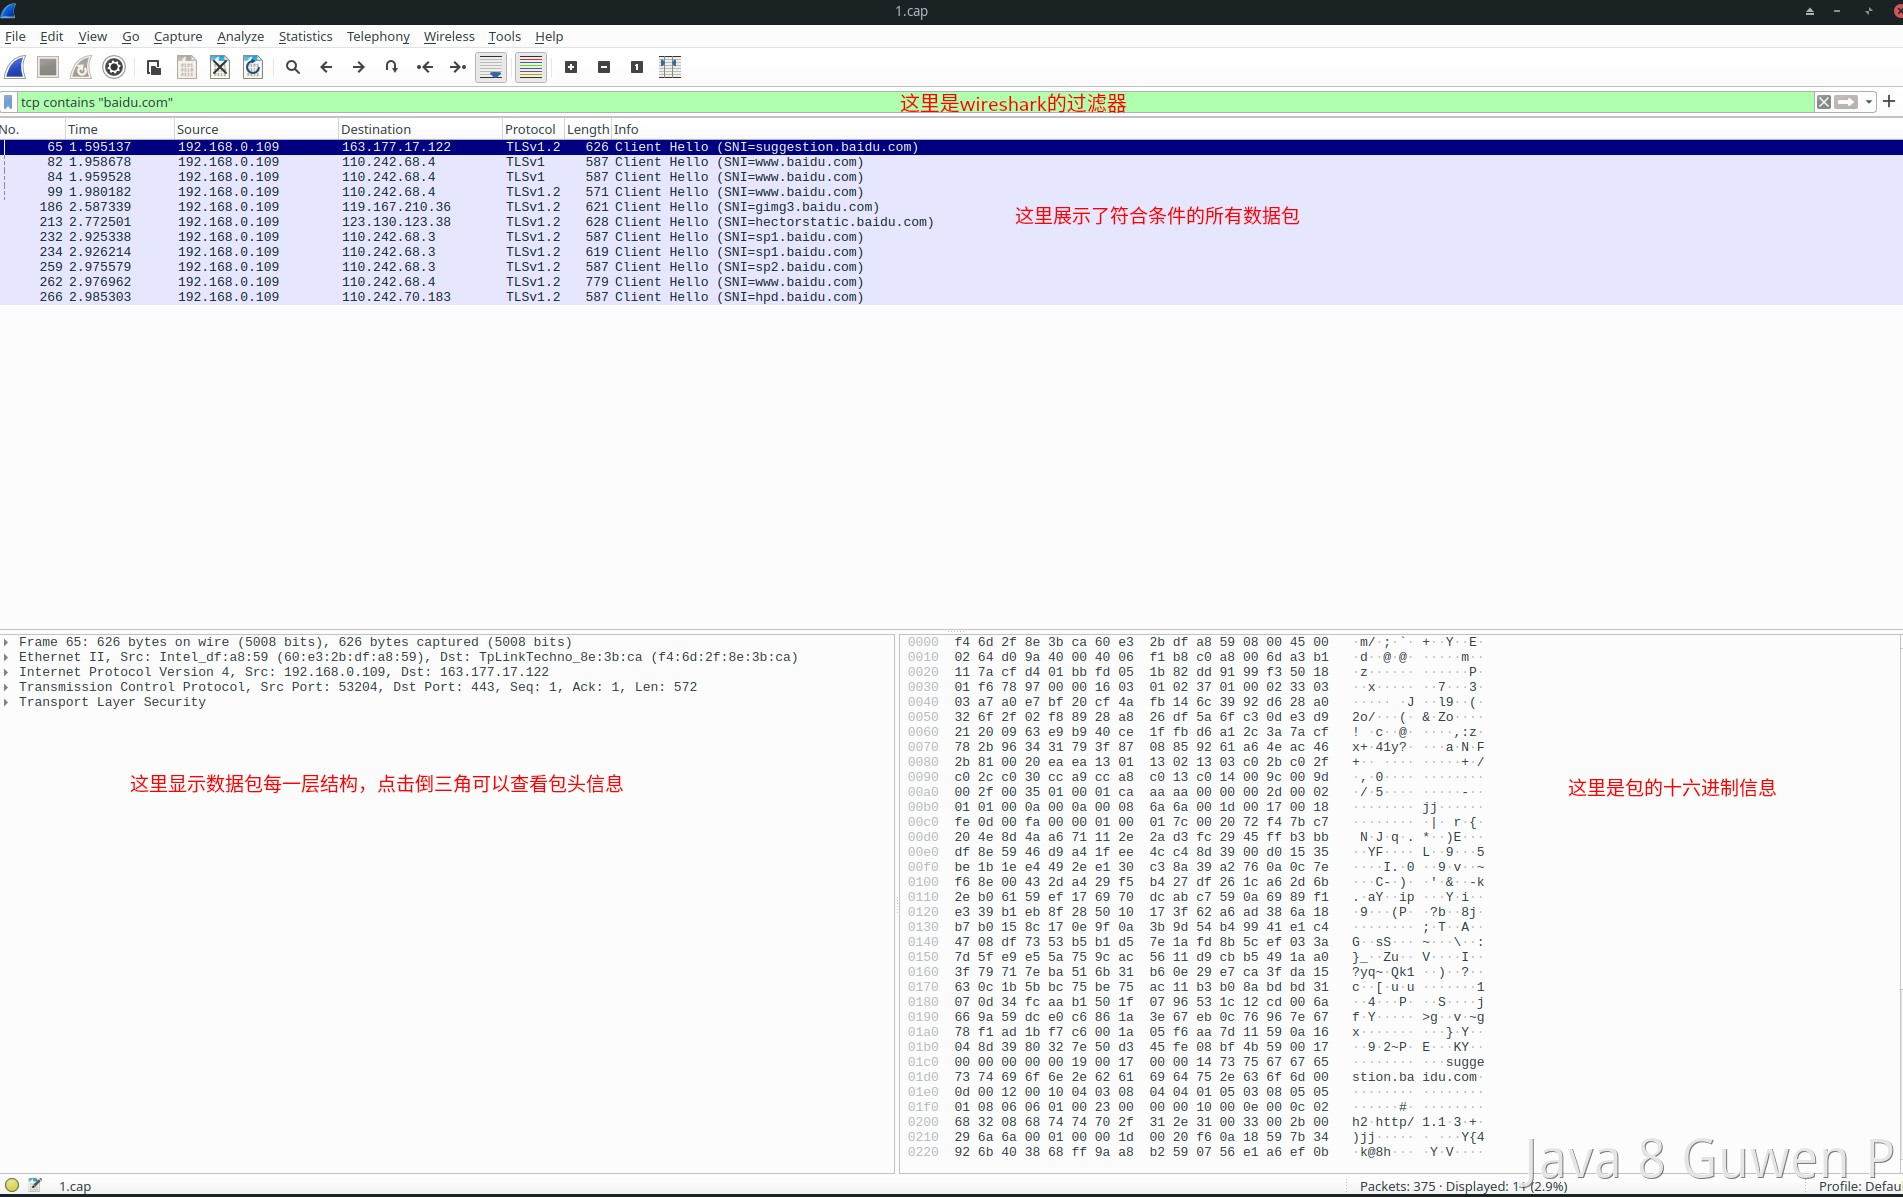 1.cap
File Edit View Go Capture Analyze Statistics Telephony Wireless Tools Help
tcp contains "baidu.com"
这里是wireshark的过滤器
No. Time Source Destination Protocol Length Info
65 1.595137 192.168.0.109 163.177.17.122 TLSv1.2 626 Client Hello (SNI=suggestion.baidu.com)
82 1.958678 192.168.0.109 110.242.68.4 TLSv1 587 Client Hello (SNI=www.baidu.com)
84 1.959528 192.168.0.109 110.242.68.4 TLSv1 587 Client Hello (SNI=www.baidu.com)
99 1.980182 192.168.0.109 110.242.68.4 TLSv1.2 571 Client Hello (SNI=www.baidu.com)
186 2.587339 192.168.0.109 119.167.210.36 TLSv1.2 621 Client Hello (SNI=gimg3.baidu.com)
213 2.772501 192.168.0.109 123.130.123.38 TLSv1.2 628 Client Hello (SNI=hectorstatic.baidu.com)
232 2.925338 192.168.0.109 110.242.68.3 TLSv1.2 587 Client Hello (SNI=sp1.baidu.com)
234 2.926214 192.168.0.109 110.242.68.3 TLSv1.2 619 Client Hello (SNI=sp1.baidu.com)
259 2.975579 192.168.0.109 110.242.68.3 TLSv1.2 587 Client Hello (SNI=sp2.baidu.com)
262 2.976962 192.168.0.109 110.242.68.4 TLSv1.2 779 Client Hello (SNI=www.baidu.com)
266 2.985303 192.168.0.109 110.242.70.183 TLSv1.2 587 Client Hello (SNI=hpd.baidu.com)
这里展示了符合条件的所有数据包
Frame 65: 626 bytes on wire (5008 bits), 626 bytes captured (5008 bits)
Ethernet II, Src: Intel_df:a8:59 (60:e3:2b:df:a8:59), Dst: TpLinkTechno_8e:3b:ca (f4:6d:2f:8e:3b:ca)
Internet Protocol Version 4, Src: 192.168.0.109, Dst: 163.177.17.122
Transmission Control Protocol, Src Port: 53204, Dst Port: 443, Seq: 1, Ack: 1, Len: 572
Transport Layer Security
这里显示数据包每一层结构，点击倒三角可以查看包头信息
0000 f4 6d 2f 8e 3b ca 60 e3 2b df a8 59 08 00 45 00
0010 02 64 d0 9a 40 00 40 06 f1 b8 c0 a8 00 6d a3 b1
0020 11 7a cf d4 01 bb fd 05 1b 82 dd 91 99 f3 50 18
0030 01 f6 78 97 00 00 16 03 01 02 37 01 00 02 33 03
0040 03 a7 a0 e7 bf 20 cf 4a fb 14 6c 39 92 d6 28 a0
0050 32 6f 2f 02 f8 89 28 a8 26 df 5a 6f c3 0d e3 d9
0060 21 20 09 63 e9 b9 40 ce 1f fb d6 a1 2c 3a 7a cf
0070 78 2b 96 34 31 79 3f 87 08 85 92 61 a6 4e ac 46
0080 2b 81 00 20 ea ea 13 01 13 02 13 03 c0 2b c0 2f
0090 c0 2c c0 30 cc a9 cc a8 c0 13 c0 14 00 9c 00 9d
00a0 00 2f 00 35 01 00 01 ca aa aa 00 00 00 2d 00 02
00b0 01 01 00 0a 00 0a 00 08 6a 6a 00 1d 00 17 00 18
00c0 fe 0d 00 fa 00 00 01 00 01 7c 00 20 72 f4 7b c7
00d0 20 4e 8d 4a a6 71 11 2e 2a d3 fc 29 45 ff b3 bb
00e0 df 8e 59 46 d9 a4 1f ee 4c c4 8d 39 00 d0 15 35
00f0 be 1b 1e e4 49 2e e1 30 c3 8a 39 a2 76 0a 0c 7e
0100 f6 8e 00 43 2d a4 29 f5 b4 27 df 26 1c a6 2d 6b
0110 2e b0 61 59 ef 17 69 70 dc ab c7 59 0a 69 89 f1
0120 e3 39 b1 eb 8f 28 50 10 17 3f 62 a6 ad 38 6a 18
0130 b7 b0 15 8c 17 0e 9f 0a 3b 9d 54 b4 99 41 e1 c4
0140 47 08 df 73 53 b5 b1 d5 7e 1a fd 8b 5c ef 03 3a
0150 7d 5f e9 e5 5a 75 9c ac 56 11 d9 cb b5 49 1a a0
0160 3f 79 71 7e ba 51 6b 31 b6 0e 29 e7 ca 3f da 15
0170 63 0c 1b 5b bc 75 be 75 ac 11 b3 b0 8a bd bd 31
0180 07 0d 34 fc aa b1 50 1f 07 96 53 1c 12 cd 00 6a
0190 66 9a 59 dc e0 c6 86 1a 3e 67 eb 0c 76 96 7e 67
01a0 78 f1 ad 1b f7 c6 00 1a 05 f6 aa 7d 11 59 0a 16
01b0 04 8d 39 80 32 7e 50 d3 45 fe 08 bf 4b 59 00 17
01c0 00 00 00 00 00 19 00 17 00 00 14 73 75 67 67 65 sugge
01d0 73 74 69 6f 6e 2e 62 61 69 64 75 2e 63 6f 6d 00 stion.ba idu.com
01e0 0d 00 12 00 10 04 03 08 04 04 01 05 03 08 05 05
01f0 01 08 06 06 01 00 23 00 00 00 10 00 0e 00 0c 02
0200 68 32 08 68 74 74 70 2f 31 2e 31 00 33 00 2b 00 h2·http/ 1.1·3·+·
0210 29 6a 6a 00 01 00 00 1d 00 20 f6 0a 18 59 7b 34
0220 92 6b 40 38 68 ff 9a a8 b2 59 07 56 e1 a6 ef 0b
这里是包的十六进制信息
Java 8 Guwen P
1.cap
Packets: 375 · Displayed: 1 (2.9%)
Profile: Defau